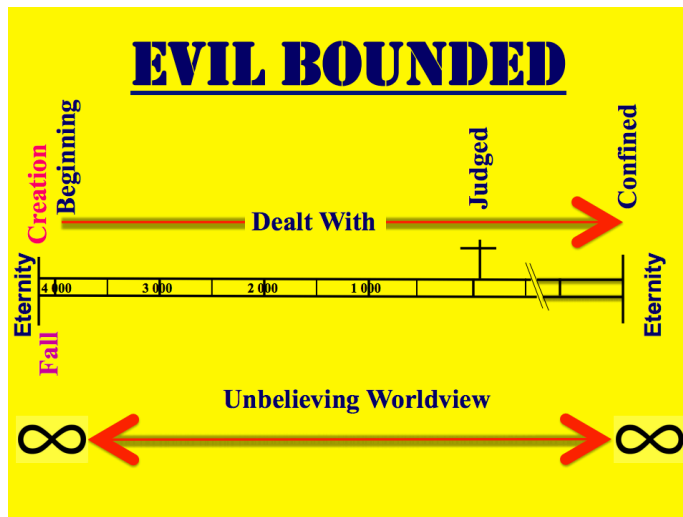 EVIL BOUNDED
Creation
Beginning
Judged
Confined
Dealt With
Eternity
4 000
3 000
2 000
1 000
Eternity
Fall
Unbelieving Worldview
∞
∞